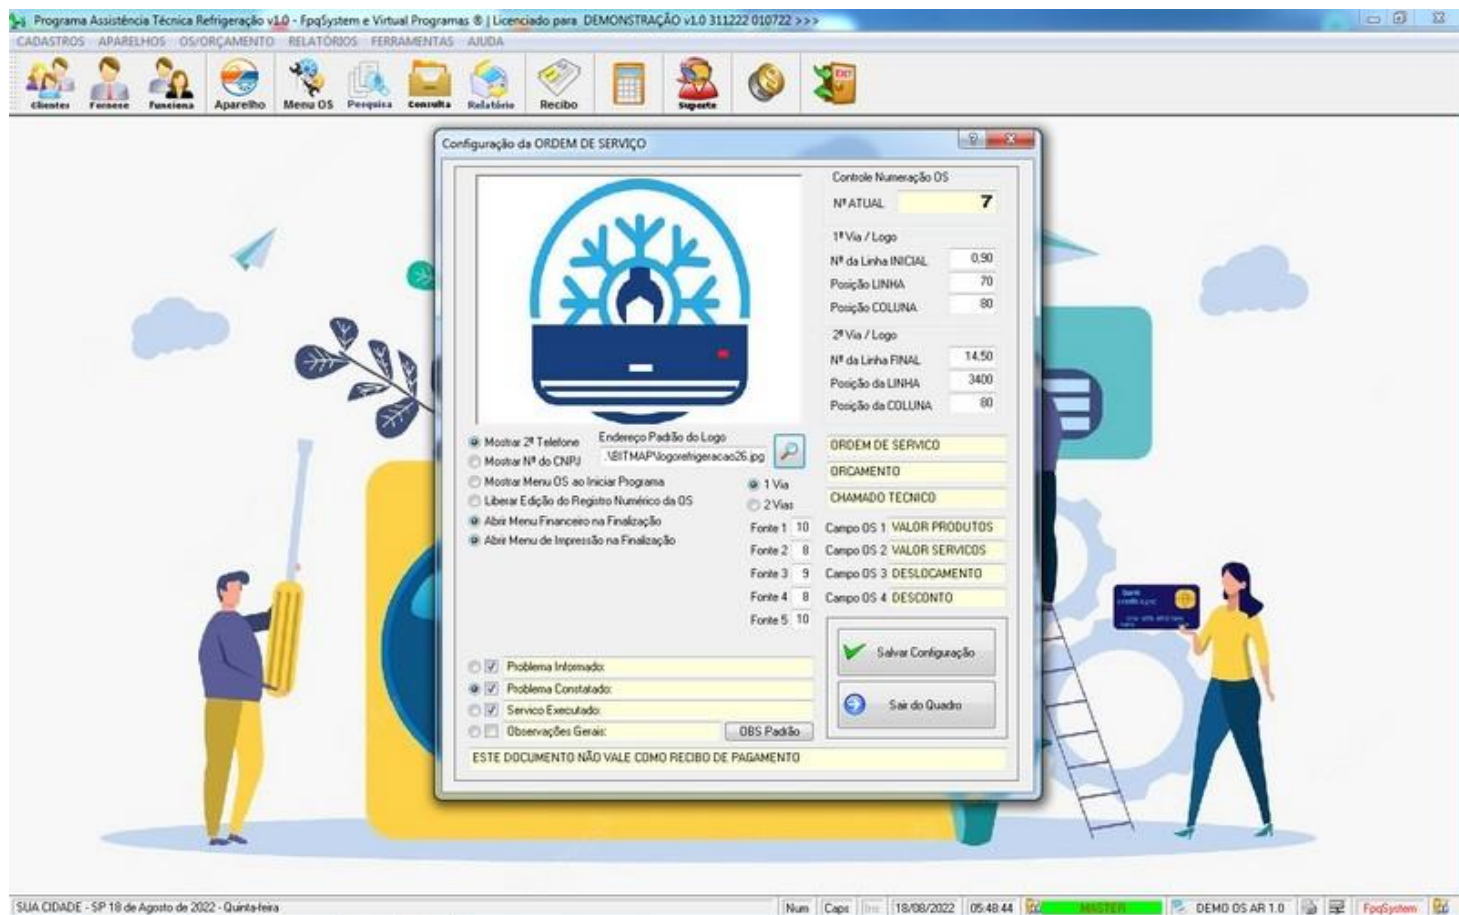 Programa Assistência Técnica Refrigeração v1.0 - FpqSystem e Virtual Programas ® | Licenciado para DEMONSTRAÇÃO v1.0 311222 010722 >>>
CADASTROS APARELHOS OS/ORÇAMENTO RELATÓRIOS FERRAMENTAS AJUDA
Clientes Fornece Funciona Aparelho Menu OS Pesquisa Consulta Relatório Recibo Suporte EXIT
Configuração da ORDEM DE SERVIÇO
Controle Numeração OS
Nº ATUAL 7
1ª Via / Logo
Nº da Linha INICIAL 0,90
Posição LINHA 70
Posição COLUNA 80
2ª Via / Logo
Nº da Linha FINAL 14,50
Posição da LINHA 3400
Posição da COLUNA 80
Mostrar 2º Telefone
Mostrar Nº do CNPJ
Mostrar Menu OS ao Iniciar Programa
Liberar Edição do Registro Numérico da OS
Abrir Menu Financeiro na Finalização
Abrir Menu de Impressão na Finalização
Endereço Padrão do Logo
.\BITMAP\logorefrigeracao26.jpg
1 Via
2 Vias
Fonte 1 10
Fonte 2 8
Fonte 3 9
Fonte 4 8
Fonte 5 10
ORDEM DE SERVICO
ORCAMENTO
CHAMADO TECNICO
Campo OS 1 VALOR PRODUTOS
Campo OS 2 VALOR SERVICOS
Campo OS 3 DESLOCAMENTO
Campo OS 4 DESCONTO
Salvar Configuração
Sair do Quadro
Problema Informado:
Problema Constatado:
Servico Executado:
Observações Gerais:
OBS Padrão
ESTE DOCUMENTO NÃO VALE COMO RECIBO DE PAGAMENTO
Bank
SUA CIDADE - SP 18 de Agosto de 2022 - Quinta-feira
Num Caps Ins 18/08/2022 05:48:44 MASTER DEMO OS AR 1.0 FpqSystem